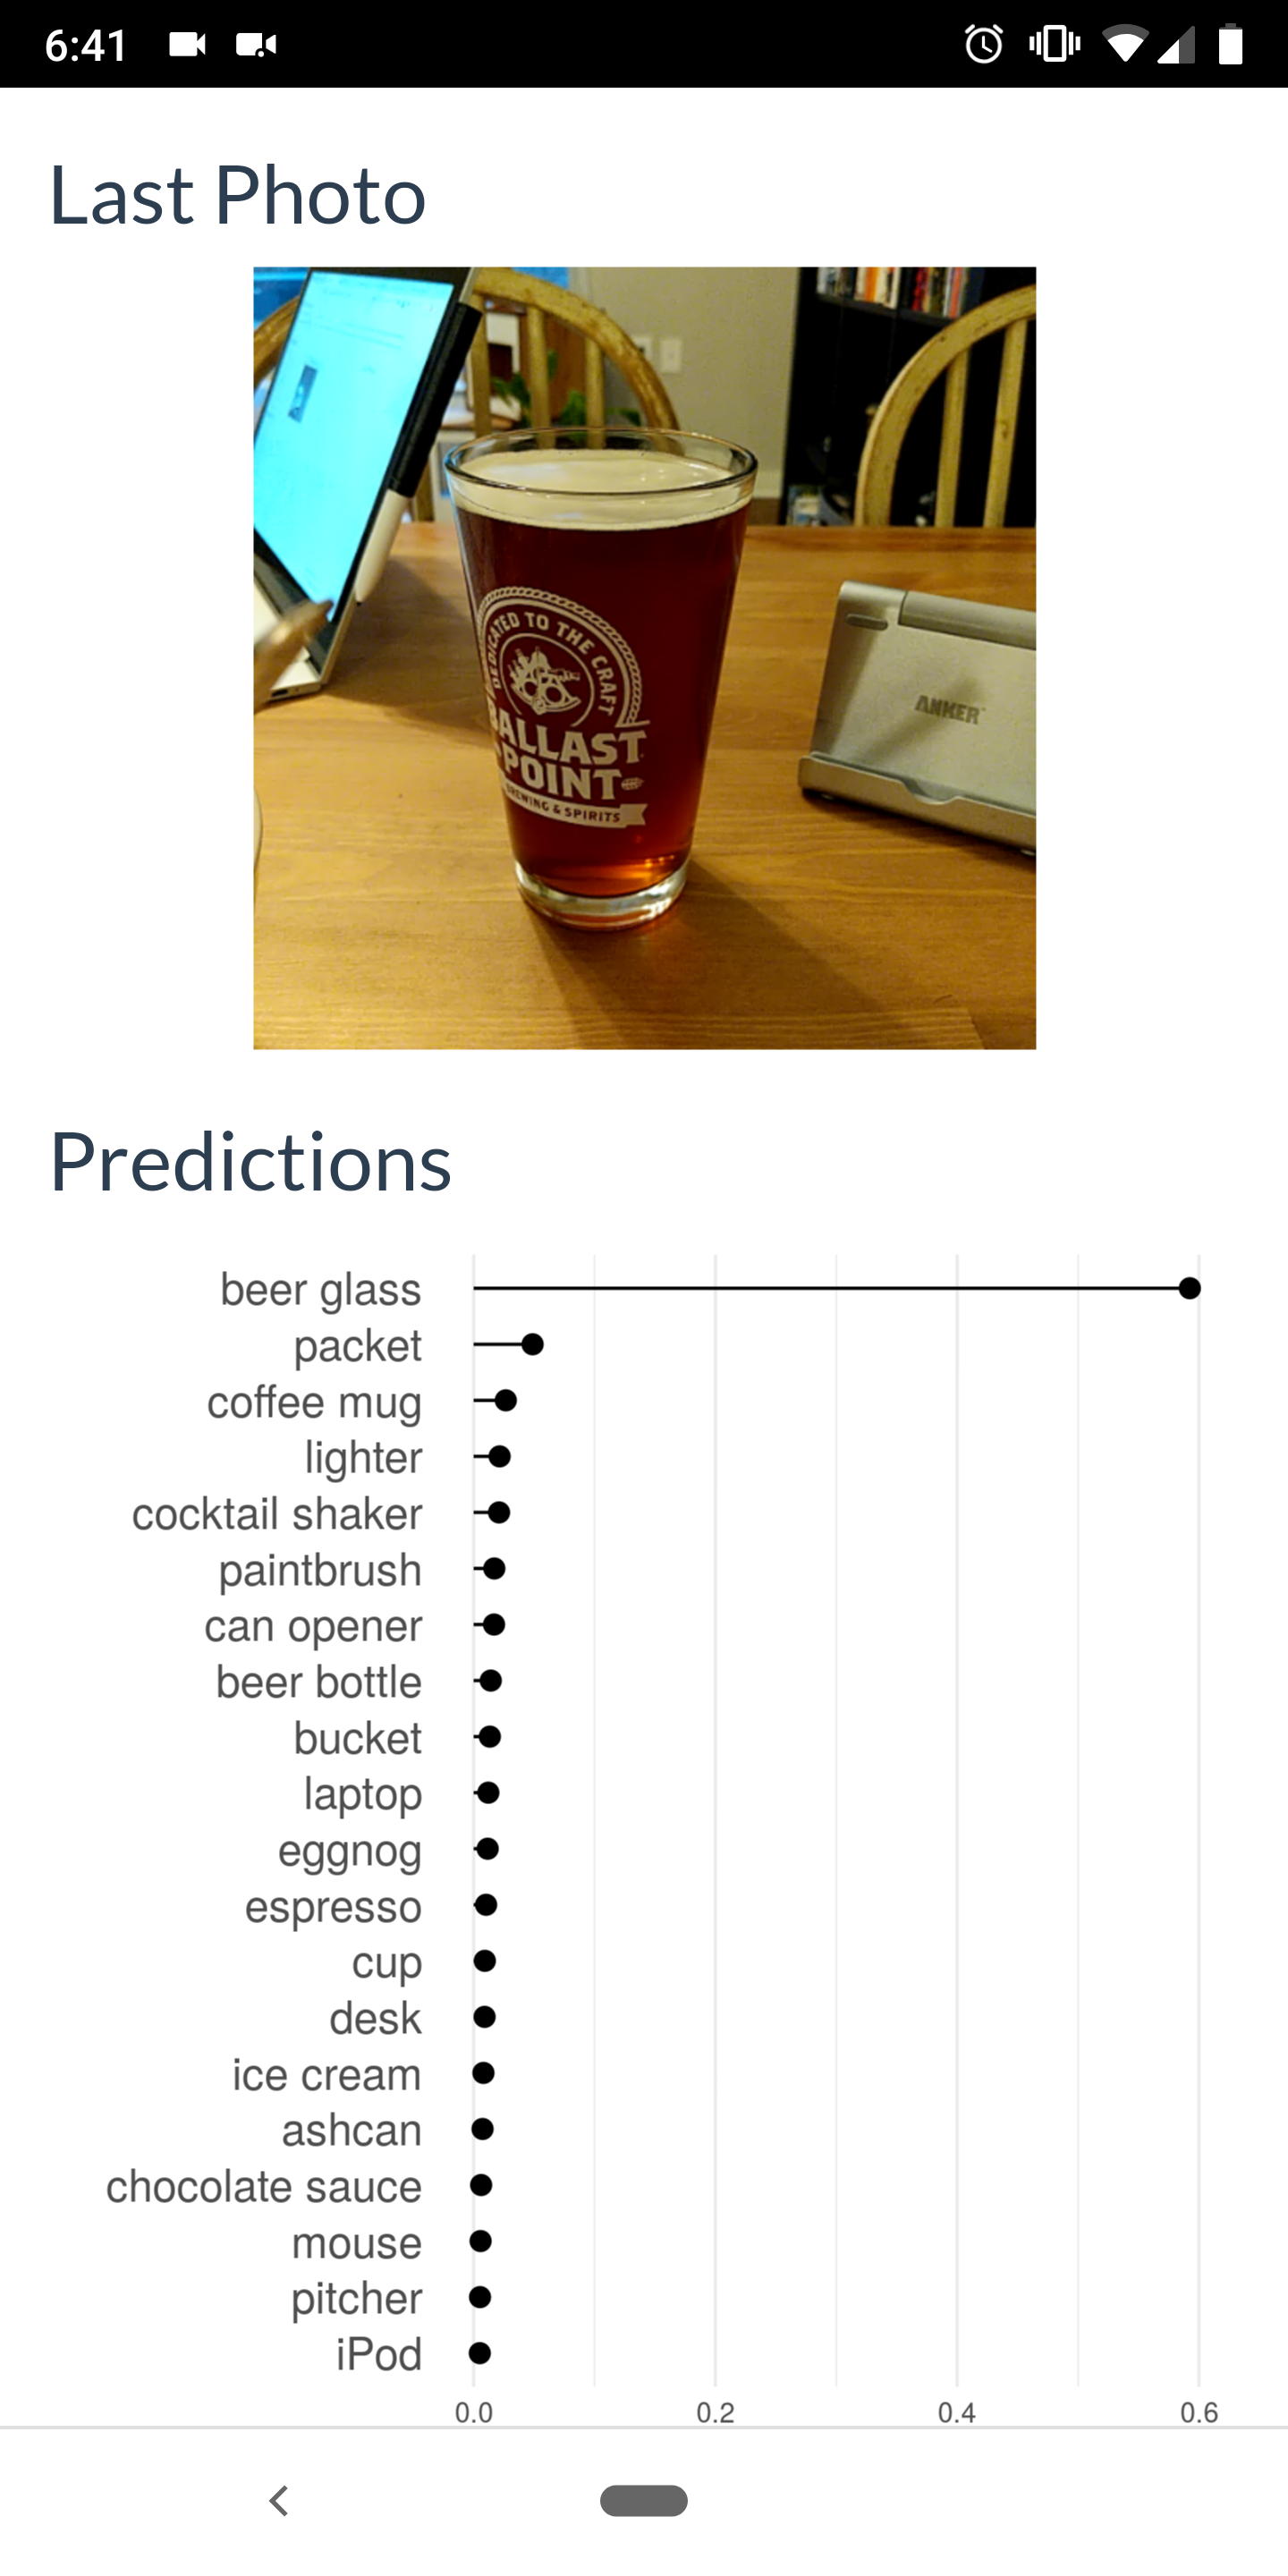 6:41
Last Photo
DEDICATED TO THE CRAFT
BALLAST
POINT
BREWING & SPIRITS
ANKER
Predictions
beer glass
packet
coffee mug
lighter
cocktail shaker
paintbrush
can opener
beer bottle
bucket
laptop
eggnog
espresso
cup
desk
ice cream
ashcan
chocolate sauce
mouse
pitcher
iPod
0.0 0.2 0.4 0.6